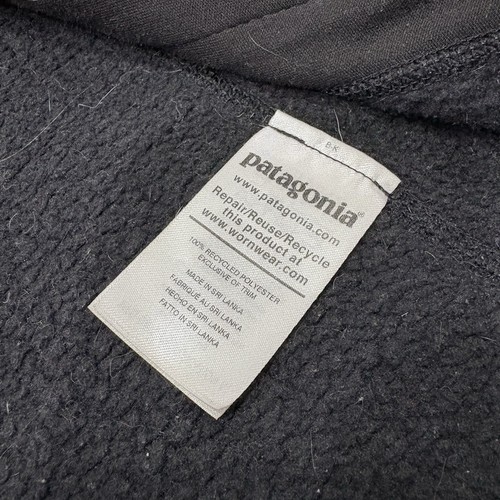 B-K
patagonia®
www.patagonia.com
Repair/Reuse/Recycle
this product at
www.wornwear.com
100% RECYCLED POLYESTER
EXCLUSIVE OF TRIM
MADE IN SRI LANKA
FABRIQUÉ AU SRI LANKA
HECHO EN SRI LANKA
FATTO IN SRI LANKA